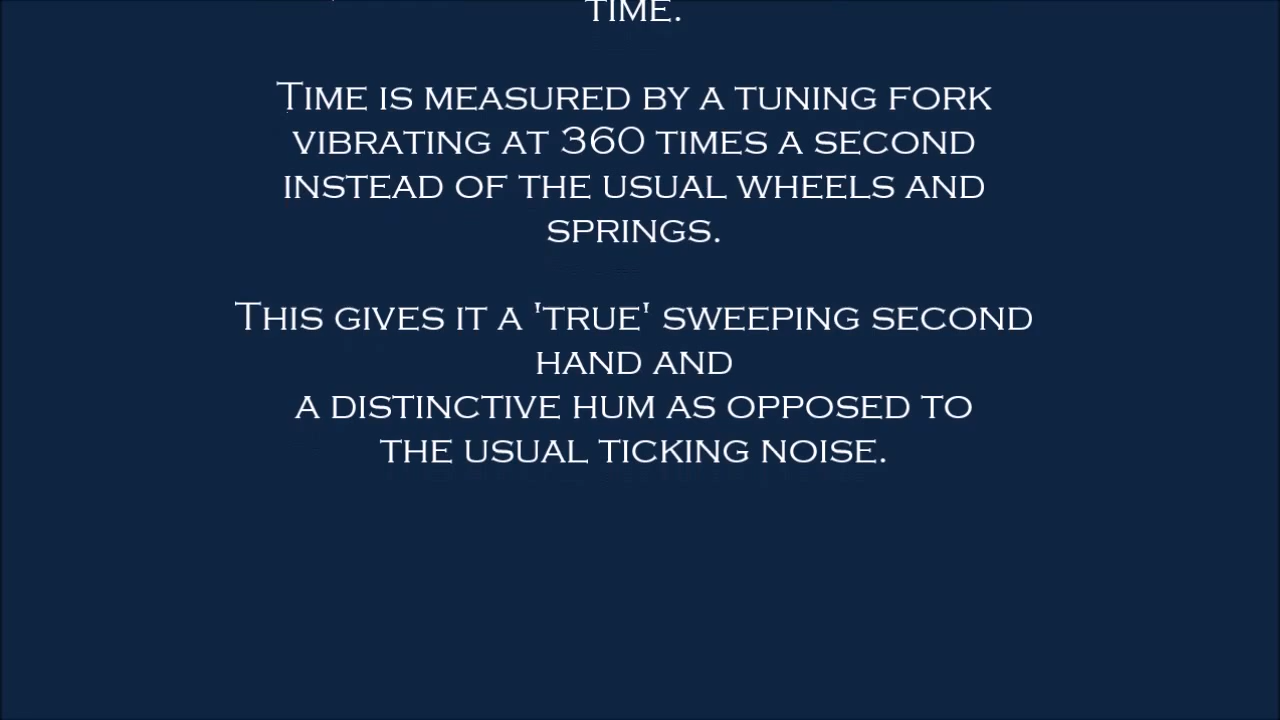 TIME.
TIME IS MEASURED BY A TUNING FORK
VIBRATING AT 360 TIMES A SECOND
INSTEAD OF THE USUAL WHEELS AND
SPRINGS.
THIS GIVES IT A 'TRUE' SWEEPING SECOND
HAND AND
A DISTINCTIVE HUM AS OPPOSED TO
THE USUAL TICKING NOISE.